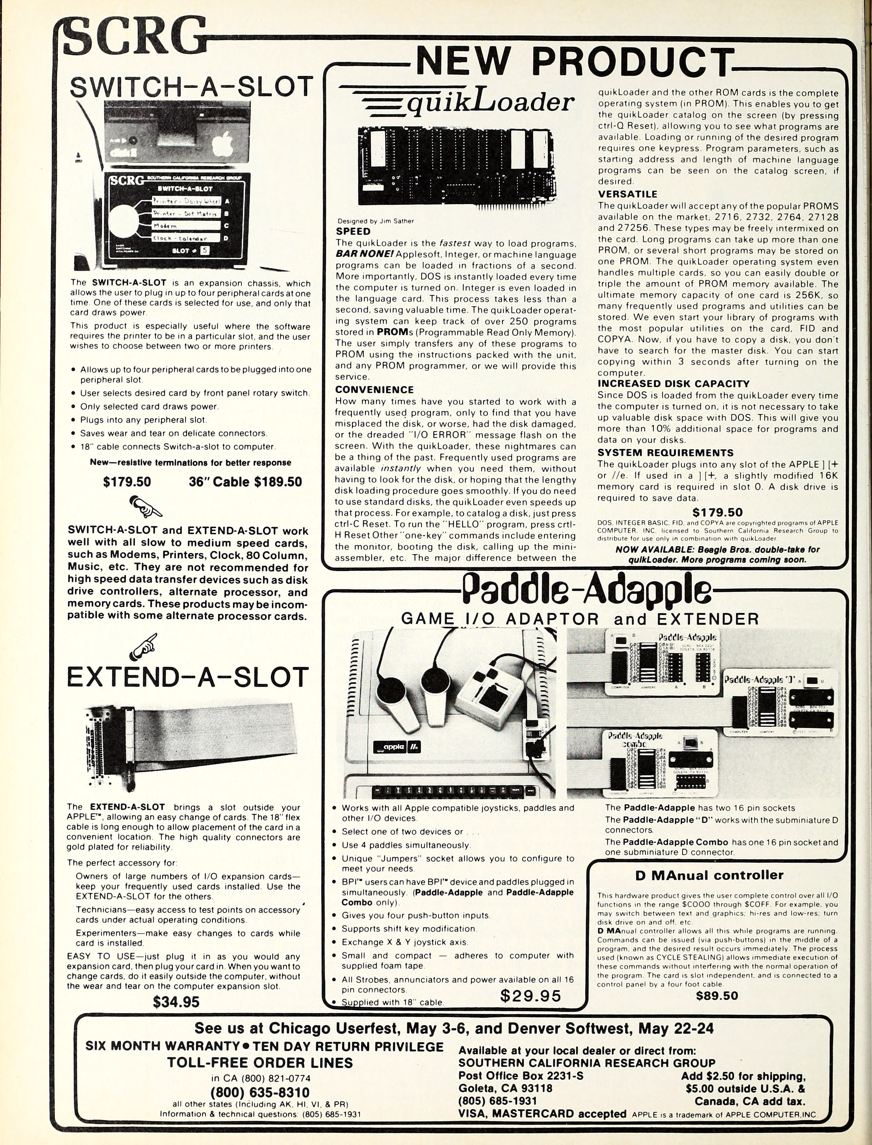 SCRG
SWITCH-A-SLOT
SCRG SOUTHERN CALIFORNIA RESEARCH GROUP
SWITCH-A-SLOT
Printer - Daisy Wheel A
Printer - Dot Matrix B
Modem C
Clock - Calendar D
SLOT # 5
The SWITCH-A-SLOT is an expansion chassis, which
allows the user to plug in up to four peripheral cards at one
time. One of these cards is selected for use, and only that
card draws power.
This product is especially useful where the software
requires the printer to be in a particular slot, and the user
wishes to choose between two or more printers.
• Allows up to four peripheral cards to be plugged into one
peripheral slot.
• User selects desired card by front panel rotary switch.
• Only selected card draws power.
• Plugs into any peripheral slot.
• Saves wear and tear on delicate connectors.
• 18" cable connects Switch-a-slot to computer.
New—resistive terminations for better response
$179.50 36" Cable $189.50
SWITCH-A-SLOT and EXTEND-A-SLOT work
well with all slow to medium speed cards,
such as Modems, Printers, Clock, 80 Column,
Music, etc. They are not recommended for
high speed data transfer devices such as disk
drive controllers, alternate processor, and
memory cards. These products may be incom-
patible with some alternate processor cards.
EXTEND-A-SLOT
The EXTEND-A-SLOT brings a slot outside your
APPLE™, allowing an easy change of cards. The 18" flex
cable is long enough to allow placement of the card in a
convenient location. The high quality connectors are
gold plated for reliability.
The perfect accessory for:
Owners of large numbers of I/O expansion cards—
keep your frequently used cards installed. Use the
EXTEND-A-SLOT for the others.
Technicians—easy access to test points on accessory
cards under actual operating conditions.
Experimenters—make easy changes to cards while
card is installed.
EASY TO USE—just plug it in as you would any
expansion card, then plug your card in. When you want to
change cards, do it easily outside the computer, without
the wear and tear on the computer expansion slot.
$34.95
NEW PRODUCT
quikLoader
Designed by Jim Sather
SPEED
The quikLoader is the fastest way to load programs,
BAR NONE! Applesoft, Integer, or machine language
programs can be loaded in fractions of a second.
More importantly, DOS is instantly loaded every time
the computer is turned on. Integer is even loaded in
the language card. This process takes less than a
second, saving valuable time. The quikLoader operat-
ing system can keep track of over 250 programs
stored in PROMs (Programmable Read Only Memory).
The user simply transfers any of these programs to
PROM using the instructions packed with the unit,
and any PROM programmer, or we will provide this
service.
CONVENIENCE
How many times have you started to work with a
frequently used program, only to find that you have
misplaced the disk, or worse, had the disk damaged,
or the dreaded "I/O ERROR" message flash on the
screen. With the quikLoader, these nightmares can
be a thing of the past. Frequently used programs are
available instantly when you need them, without
having to look for the disk, or hoping that the lengthy
disk loading procedure goes smoothly. If you do need
to use standard disks, the quikLoader even speeds up
that process. For example, to catalog a disk, just press
ctrl-C Reset. To run the "HELLO" program, press crtl-
H Reset Other "one-key" commands include entering
the monitor, booting the disk, calling up the mini-
assembler, etc. The major difference between the
quikLoader and the other ROM cards is the complete
operating system (in PROM). This enables you to get
the quikLoader catalog on the screen (by pressing
ctrl-Q Reset), allowing you to see what programs are
available. Loading or running of the desired program
requires one keypress. Program parameters, such as
starting address and length of machine language
programs can be seen on the catalog screen, if
desired.
VERSATILE
The quikLoader will accept any of the popular PROMS
available on the market, 2716, 2732, 2764, 27128
and 27256. These types may be freely intermixed on
the card. Long programs can take up more than one
PROM, or several short programs may be stored on
one PROM. The quikLoader operating system even
handles multiple cards, so you can easily double or
triple the amount of PROM memory available. The
ultimate memory capacity of one card is 256K, so
many frequently used programs and utilities can be
stored. We even start your library of programs with
the most popular utilities on the card, FID and
COPYA. Now, if you have to copy a disk, you don't
have to search for the master disk. You can start
copying within 3 seconds after turning on the
computer.
INCREASED DISK CAPACITY
Since DOS is loaded from the quikLoader every time
the computer is turned on, it is not necessary to take
up valuable disk space with DOS. This will give you
more than 10% additional space for programs and
data on your disks.
SYSTEM REQUIREMENTS
The quikLoader plugs into any slot of the APPLE ] [+
or //e. If used in a ] [+, a slightly modified 16K
memory card is required in slot 0. A disk drive is
required to save data.
$179.50
DOS, INTEGER BASIC, FID, and COPYA are copyrighted programs of APPLE
COMPUTER, INC. licensed to Southern California Research Group to
distribute for use only in combination with quikLoader.
NOW AVAILABLE: Beagle Bros. double-take for
quikLoader. More programs coming soon.
Paddle-Adapple
GAME I/O ADAPTOR and EXTENDER
apple //e
Paddle-Adapple
Paddle-Adapple "D"
Paddle-Adapple
combo
• Works with all Apple compatible joysticks, paddles and
other I/O devices.
• Select one of two devices or . . .
• Use 4 paddles simultaneously.
• Unique "Jumpers" socket allows you to configure to
meet your needs.
• BPI™ users can have BPI™ device and paddles plugged in
simultaneously. (Paddle-Adapple and Paddle-Adapple
Combo only).
• Gives you four push-button inputs.
• Supports shift key modification.
• Exchange X & Y joystick axis.
• Small and compact — adheres to computer with
supplied foam tape.
• All Strobes, annunciators and power available on all 16
pin connectors.
• Supplied with 18" cable. $29.95
The Paddle-Adapple has two 16 pin sockets
The Paddle-Adapple "D" works with the subminiature D
connectors.
The Paddle-Adapple Combo has one 16 pin socket and
one subminiature D connector.
D MAnual controller
This hardware product gives the user complete control over all I/O
functions in the range $C000 through $C0FF. For example, you
may switch between text and graphics; hi-res and low-res; turn
disk drive on and off, etc.
D MAnual controller allows all this while programs are running.
Commands can be issued (via push-buttons) in the middle of a
program, and the desired result occurs immediately. The process
used (known as CYCLE STEALING) allows immediate execution of
these commands without interfering with the normal operation of
the program. The card is slot independent, and is connected to a
control panel by a four foot cable.
$89.50
See us at Chicago Userfest, May 3-6, and Denver Softwest, May 22-24
SIX MONTH WARRANTY • TEN DAY RETURN PRIVILEGE
TOLL-FREE ORDER LINES
in CA (800) 821-0774
(800) 635-8310
all other states (Including AK, HI, VI, & PR)
Information & technical questions (805) 685-1931
Available at your local dealer or direct from:
SOUTHERN CALIFORNIA RESEARCH GROUP
Post Office Box 2231-S
Goleta, CA 93118
(805) 685-1931
VISA, MASTERCARD accepted
Add $2.50 for shipping,
$5.00 outside U.S.A. &
Canada, CA add tax.
APPLE is a trademark of APPLE COMPUTER, INC